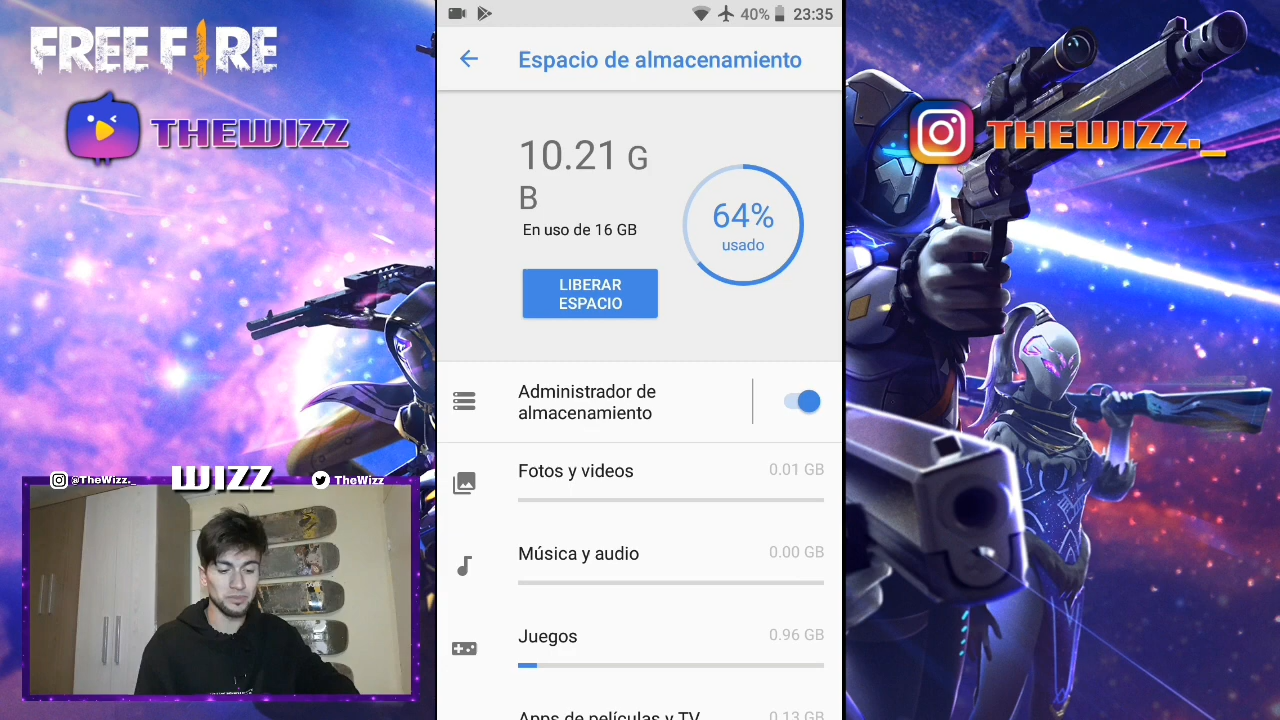 FREE FIRE
THEWIZZ
40% 23:35
Espacio de almacenamiento
10.21 G
B
En uso de 16 GB
64%
usado
LIBERAR
ESPACIO
Administrador de
almacenamiento
Fotos y videos 0.01 GB
Música y audio 0.00 GB
Juegos 0.96 GB
Apps de películas y TV 0.13 GB
THEWIZZ._
@TheWizz._
WIZZ
TheWizz